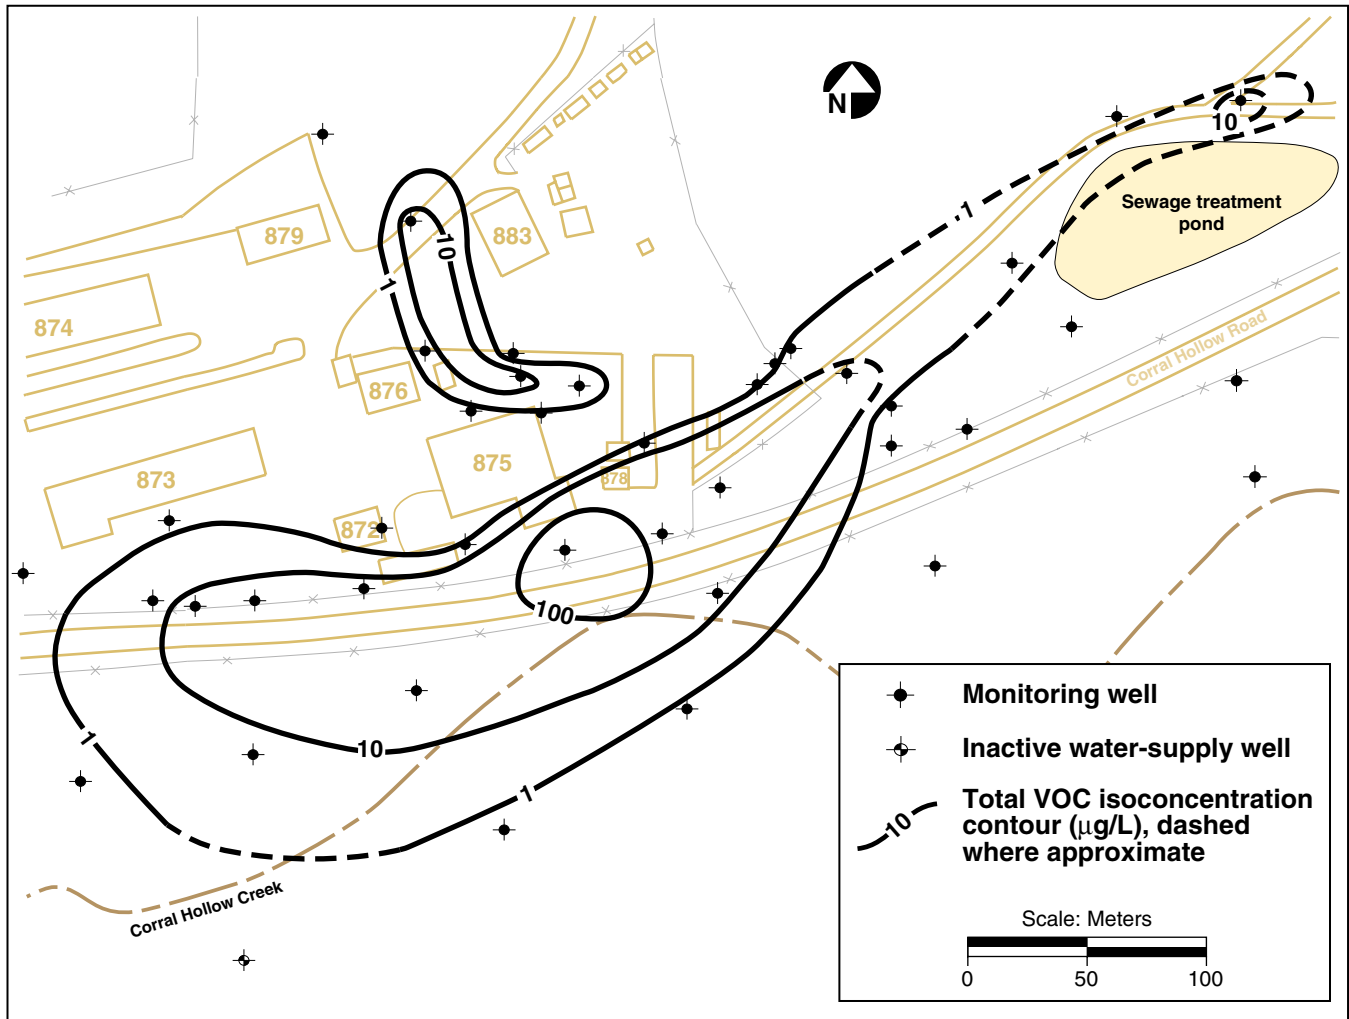 N
10
Sewage treatment
pond
1
879
883
10
1
874
Corral Hollow Road
876
875
873
878
872
100
1
10
1
Monitoring well
Inactive water-supply well
10
Total VOC isoconcentration
contour (μg/L), dashed
where approximate
Corral Hollow Creek
Scale: Meters
0 50 100